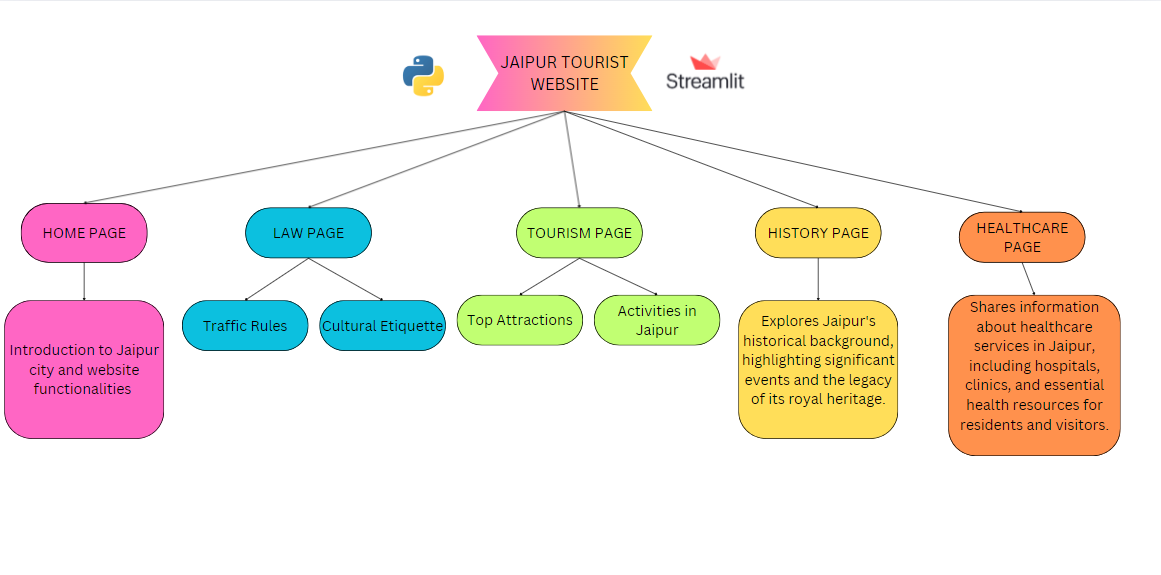 JAIPUR TOURIST
WEBSITE
Streamlit
HOME PAGE
LAW PAGE
TOURISM PAGE
HISTORY PAGE
HEALTHCARE
PAGE
Introduction to Jaipur
city and website
functionalities
Traffic Rules
Cultural Etiquette
Top Attractions
Activities in
Jaipur
Explores Jaipur's
historical background,
highlighting significant
events and the legacy
of its royal heritage.
Shares information
about healthcare
services in Jaipur,
including hospitals,
clinics, and essential
health resources for
residents and visitors.